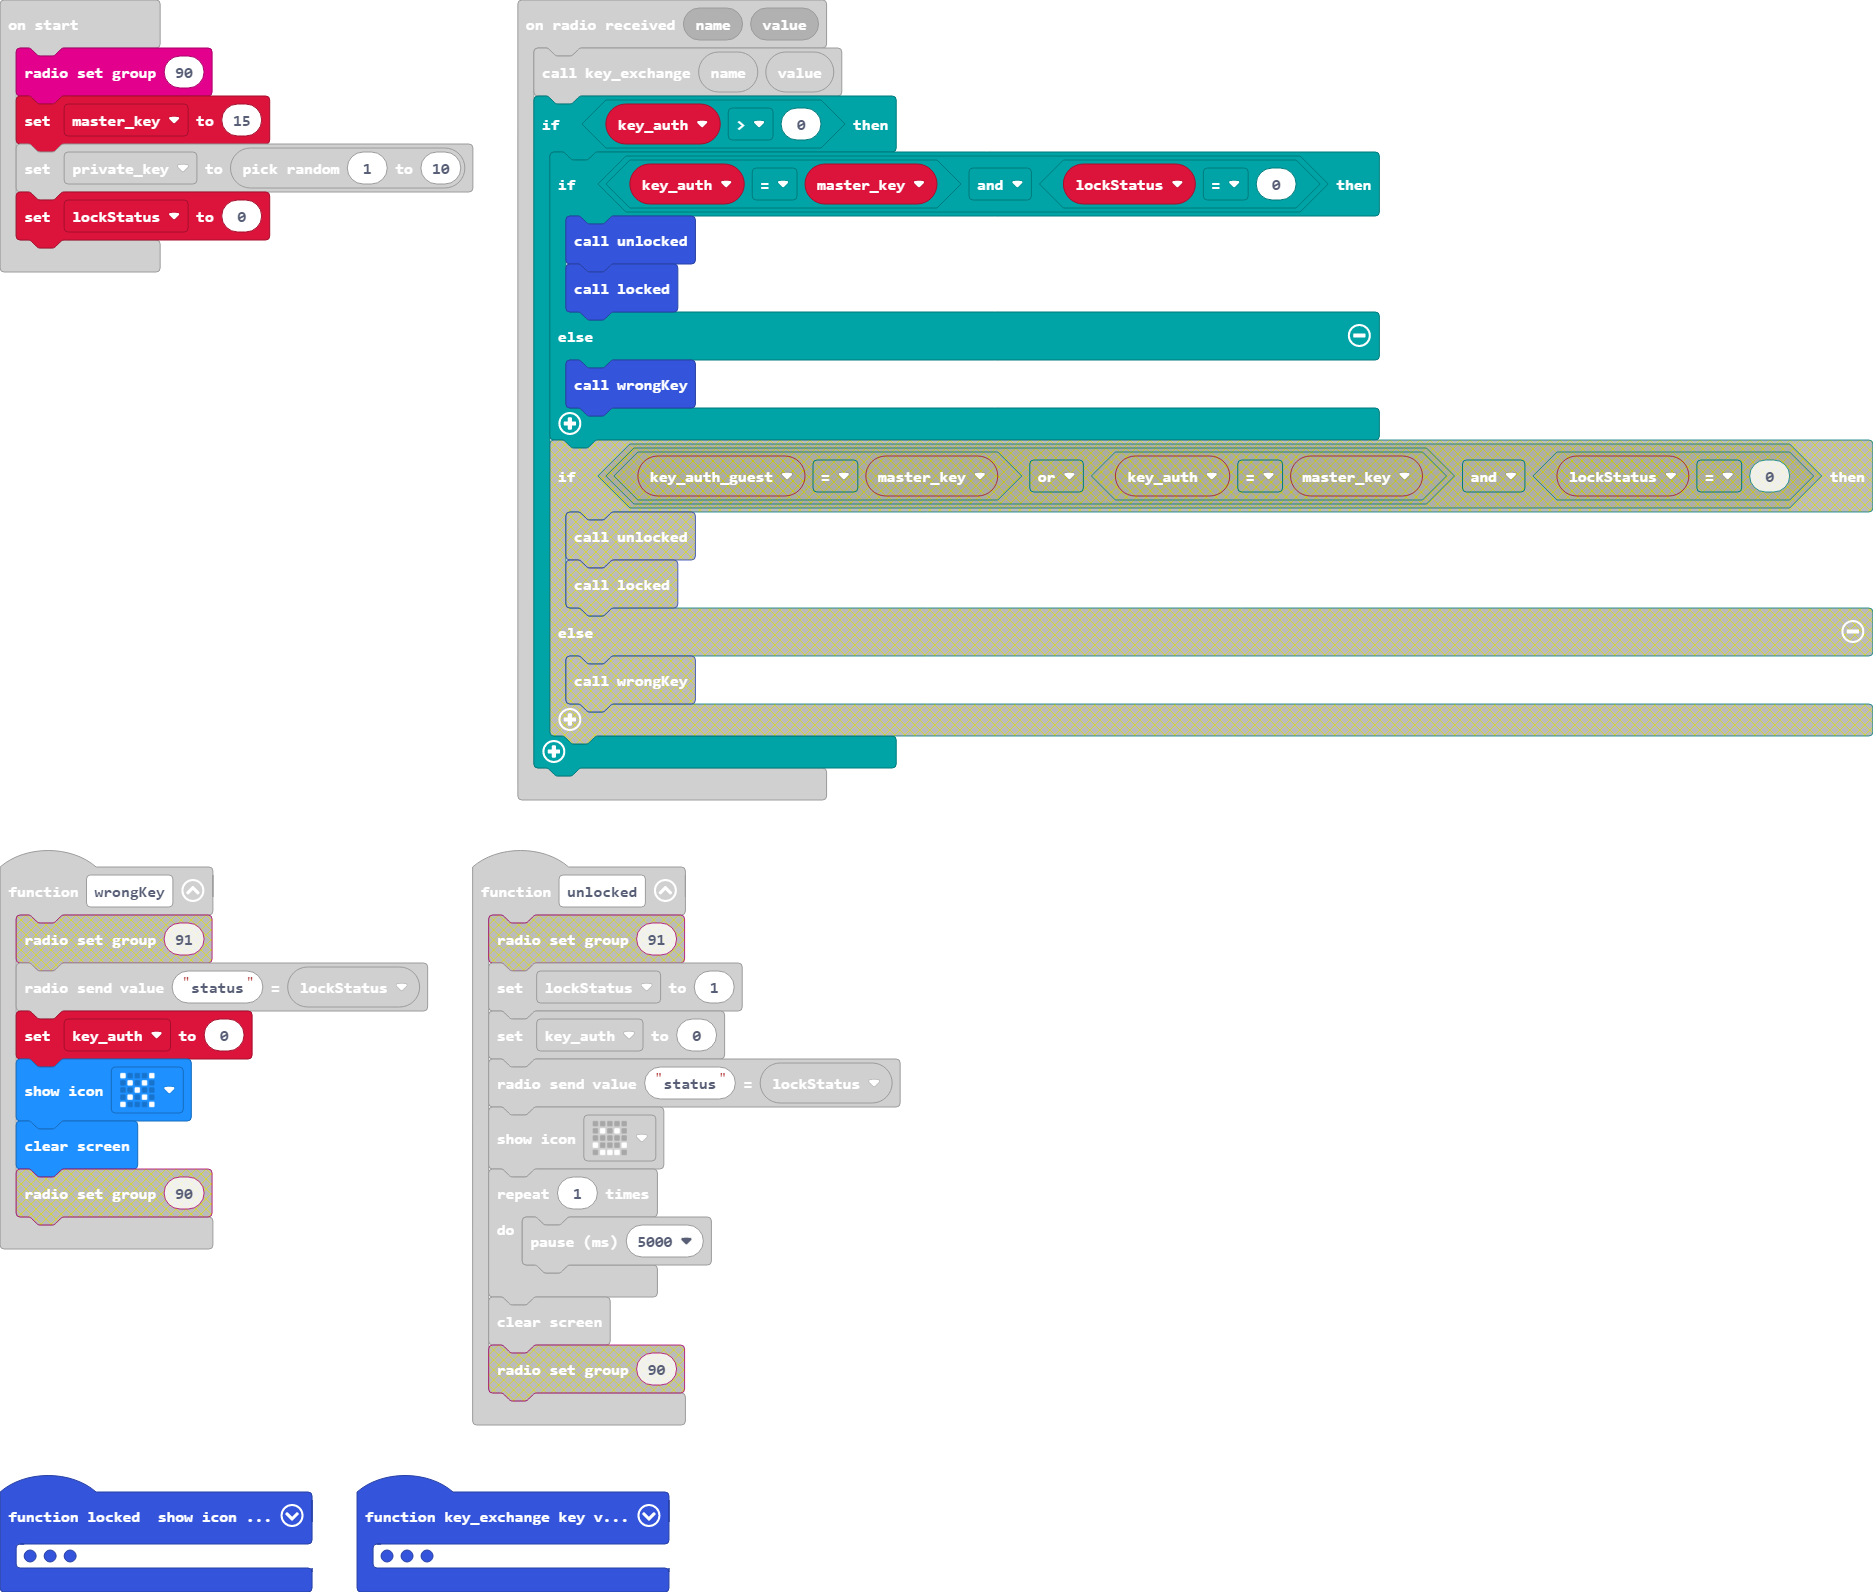 on start
radio set group 90
set master_key to 15
set private_key to pick random 1 to 10
set lockStatus to 0
on radio received name value
call key_exchange name value
if key_auth > 0 then
if key_auth = master_key and lockStatus = 0 then
call unlocked
call locked
else
call wrongKey
if key_auth_guest = master_key or key_auth = master_key and lockStatus = 0 then
call unlocked
call locked
else
call wrongKey
function wrongKey
radio set group 91
radio send value "status" = lockStatus
set key_auth to 0
show icon
clear screen
radio set group 90
function unlocked
radio set group 91
set lockStatus to 1
set key_auth to 0
radio send value "status" = lockStatus
show icon
repeat 1 times
do pause (ms) 5000
clear screen
radio set group 90
function locked show icon ...
function key_exchange key v...